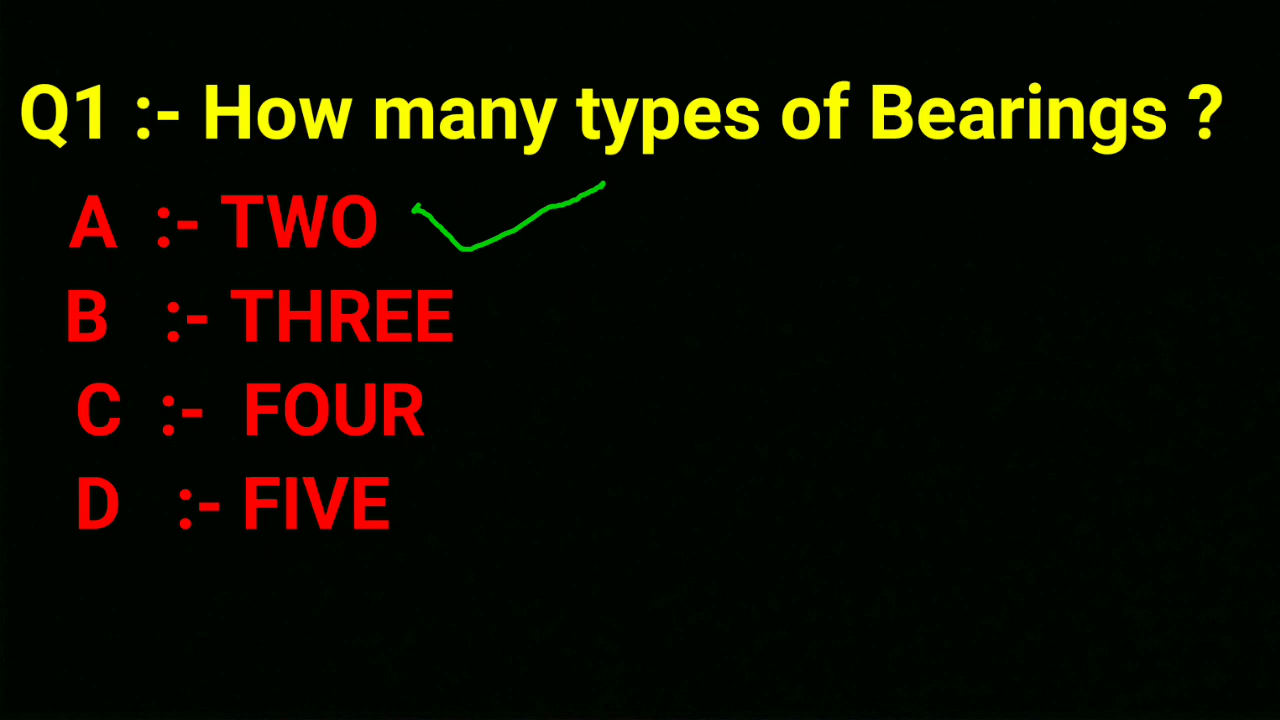 Q1 :- How many types of Bearings ?
A :- TWO
B :- THREE
C :- FOUR
D :- FIVE